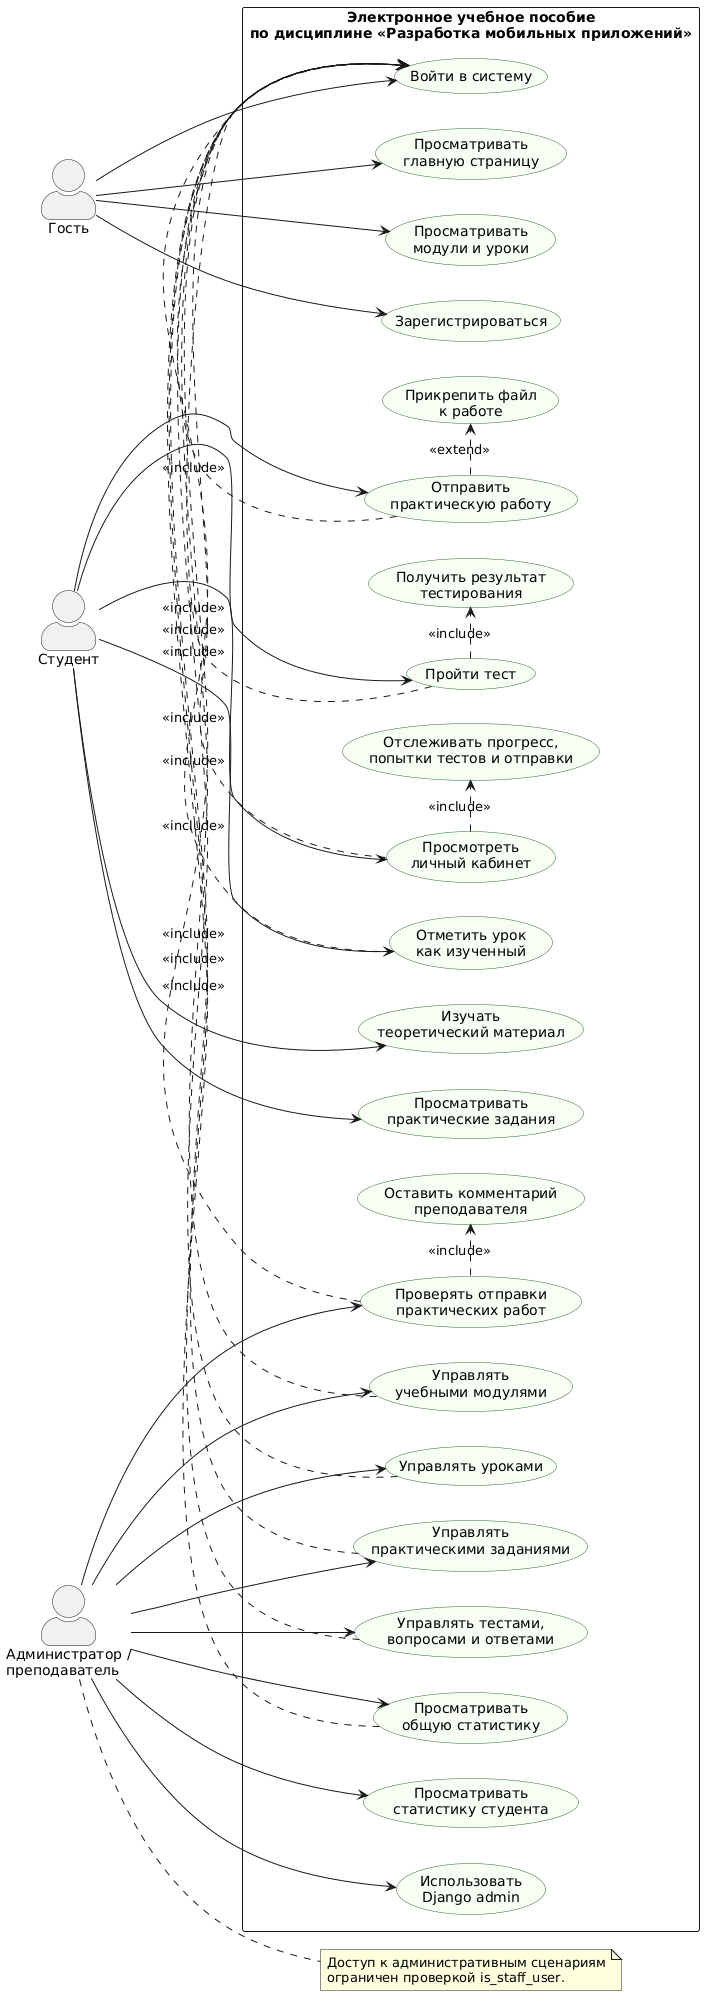 Электронное учебное пособие
по дисциплине «Разработка мобильных приложений»
Войти в систему
Просматривать
главную страницу
Гость
Просматривать
модули и уроки
Зарегистрироваться
Прикрепить файл
к работе
«extend»
«include»
Отправить
практическую работу
Получить результат
тестирования
«include»
«include»
«include»
«include»
Студент
Пройти тест
«include»
Отслеживать прогресс,
попытки тестов и отправки
«include»
«include»
«include»
Просмотреть
личный кабинет
Отметить урок
как изученный
«include»
«include»
«include»
Изучать
теоретический материал
Просматривать
практические задания
Оставить комментарий
преподавателя
«include»
Проверять отправки
практических работ
Управлять
учебными модулями
Управлять уроками
Управлять
практическими заданиями
Управлять тестами,
вопросами и ответами
Администратор /
преподаватель
Просматривать
общую статистику
Просматривать
статистику студента
Использовать
Django admin
Доступ к административным сценариям
ограничен проверкой is_staff_user.